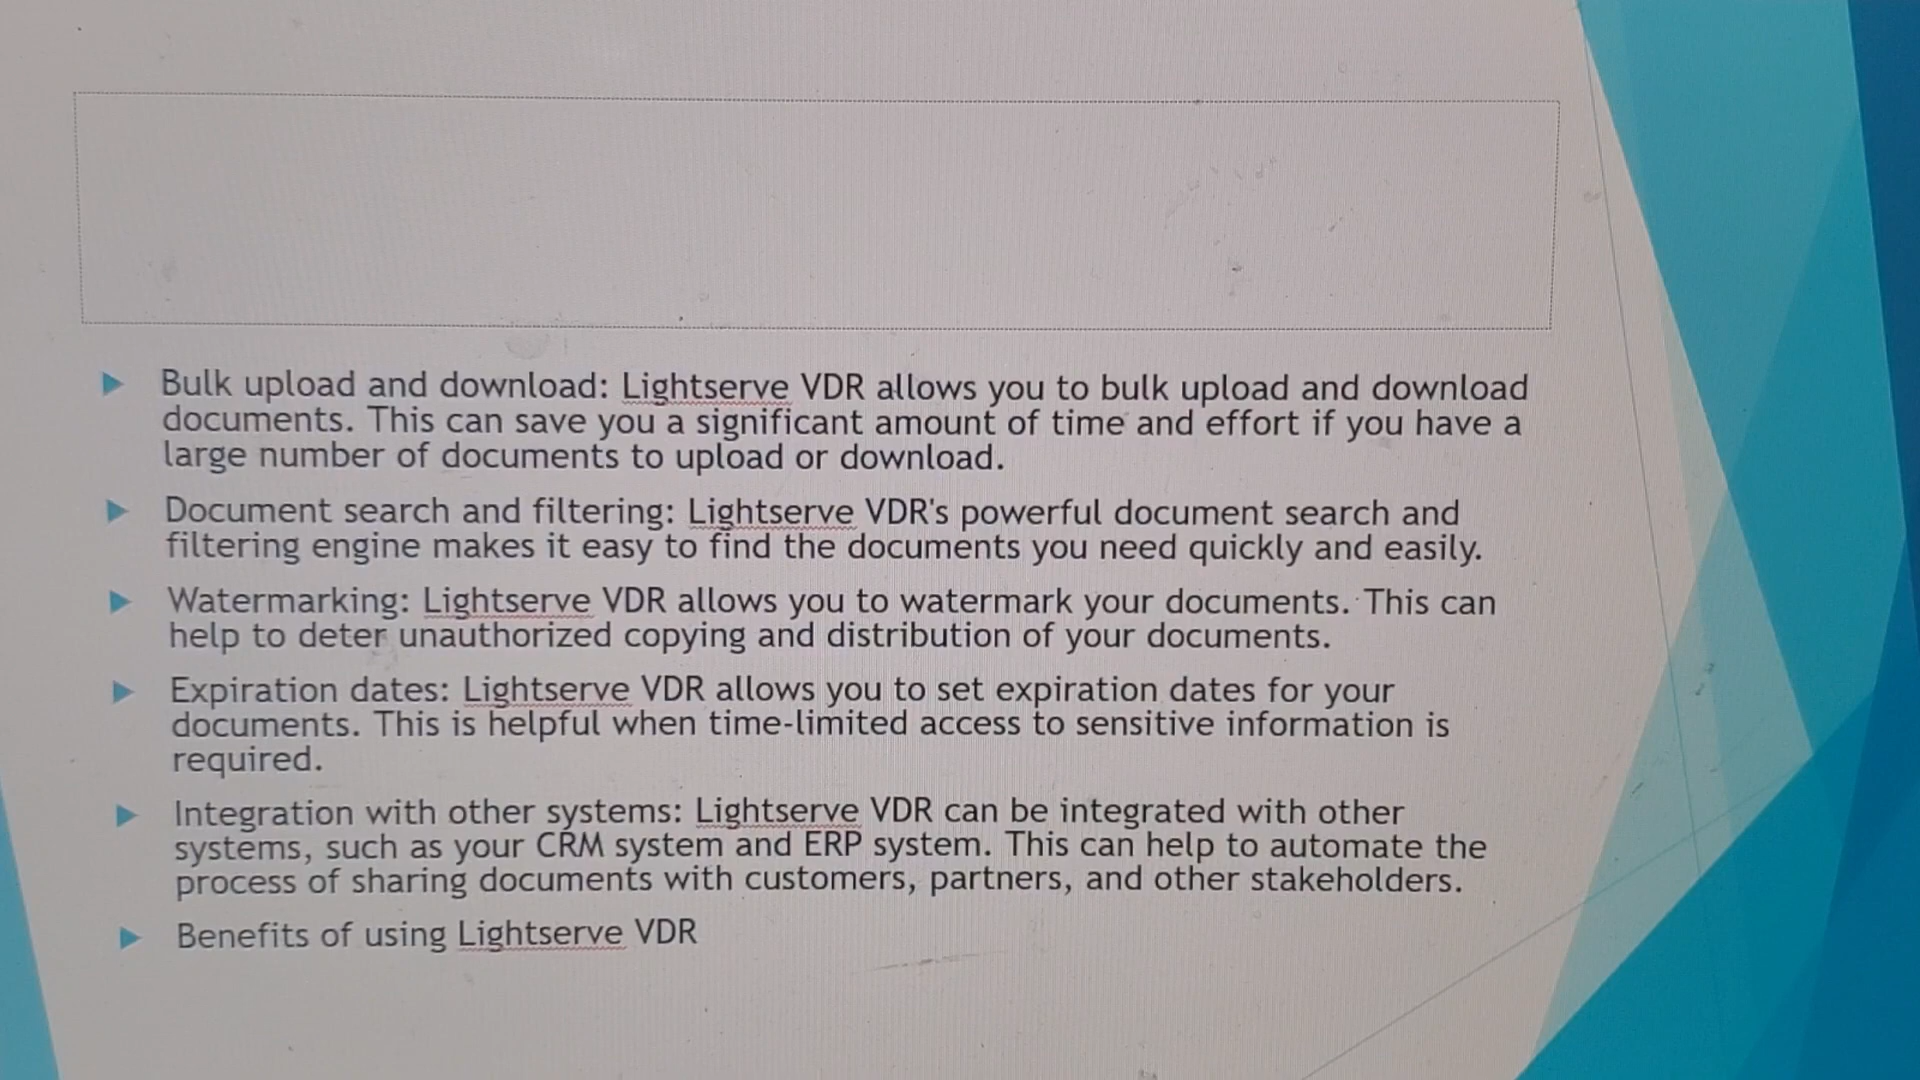 Bulk upload and download: Lightserve VDR allows you to bulk upload and download
documents. This can save you a significant amount of time and effort if you have a
large number of documents to upload or download.
Document search and filtering: Lightserve VDR's powerful document search and
filtering engine makes it easy to find the documents you need quickly and easily.
Watermarking: Lightserve VDR allows you to watermark your documents. This can
help to deter unauthorized copying and distribution of your documents.
Expiration dates: Lightserve VDR allows you to set expiration dates for your
documents. This is helpful when time-limited access to sensitive information is
required.
Integration with other systems: Lightserve VDR can be integrated with other
systems, such as your CRM system and ERP system. This can help to automate the
process of sharing documents with customers, partners, and other stakeholders.
Benefits of using Lightserve VDR